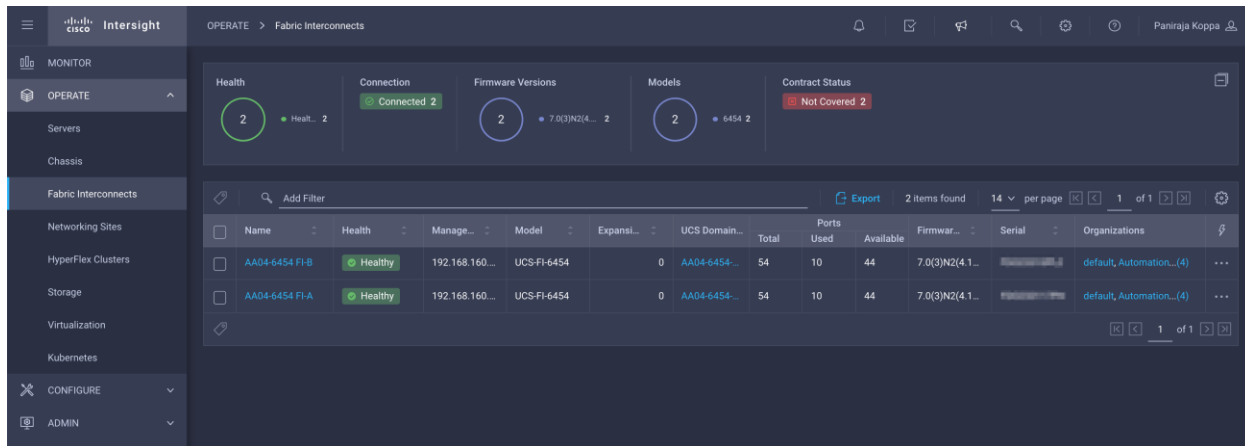 cisco Intersight
OPERATE > Fabric Interconnects
Paniraja Koppa
MONITOR
OPERATE
Servers
Chassis
Fabric Interconnects
Networking Sites
HyperFlex Clusters
Storage
Virtualization
Kubernetes
CONFIGURE
ADMIN
Health
2
Healt... 2
Connection
Connected 2
Firmware Versions
2
7.0(3)N2(4.... 2
Models
2
6454 2
Contract Status
Not Covered 2
Add Filter
Export 2 items found 14 per page 1 of 1
Name Health Manage... Model Expansi... UCS Domain... Ports Firmwar... Serial Organizations
Total Used Available
AA04-6454 FI-B Healthy 192.168.160.... UCS-FI-6454 0 AA04-6454-... 54 10 44 7.0(3)N2(4.1... default, Automation...(4)
AA04-6454 FI-A Healthy 192.168.160.... UCS-FI-6454 0 AA04-6454-... 54 10 44 7.0(3)N2(4.1... default, Automation...(4)
1 of 1